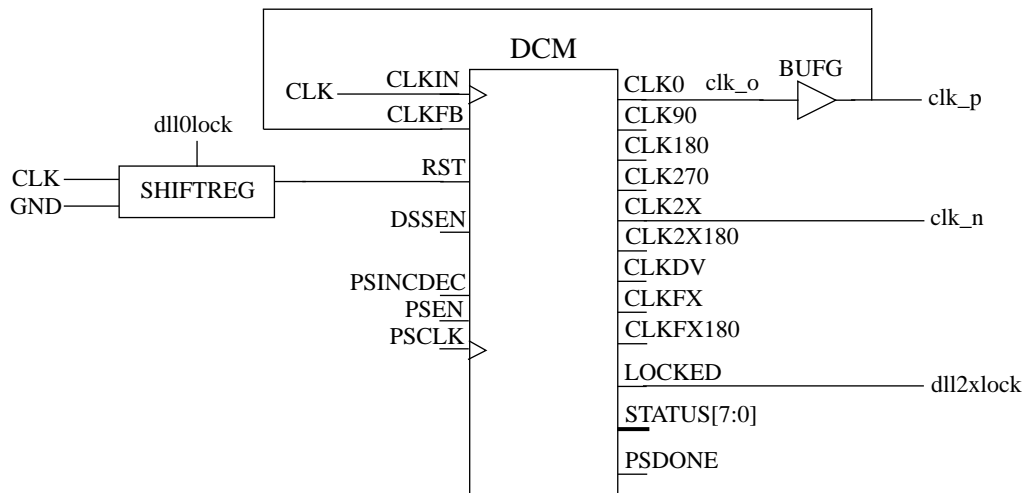 DCM
BUFG
CLK CLKIN CLK0 clk_o clk_p
CLKFB CLK90
dll0lock
CLK180
CLK RST CLK270
SHIFTREG
GND
DSSEN CLK2X clk_n
CLK2X180
CLKDV
PSINCDEC CLKFX
PSEN
PSCLK CLKFX180
LOCKED dll2xlock
STATUS[7:0]
PSDONE